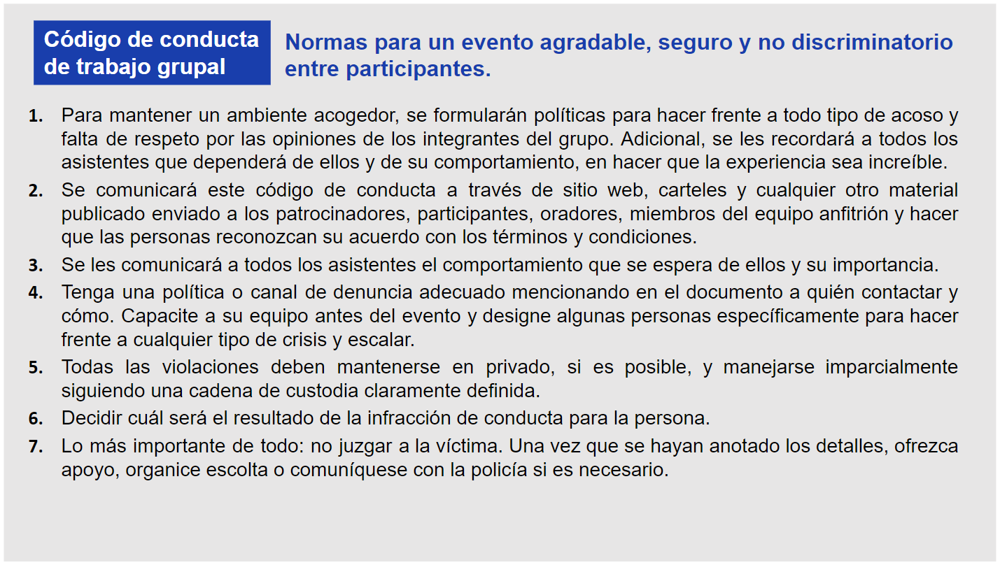 Código de conducta
de trabajo grupal
Normas para un evento agradable, seguro y no discriminatorio
entre participantes.
1. Para mantener un ambiente acogedor, se formularán políticas para hacer frente a todo tipo de acoso y
falta de respeto por las opiniones de los integrantes del grupo. Adicional, se les recordará a todos los
asistentes que dependerá de ellos y de su comportamiento, en hacer que la experiencia sea increíble.
2. Se comunicará este código de conducta a través de sitio web, carteles y cualquier otro material
publicado enviado a los patrocinadores, participantes, oradores, miembros del equipo anfitrión y hacer
que las personas reconozcan su acuerdo con los términos y condiciones.
3. Se les comunicará a todos los asistentes el comportamiento que se espera de ellos y su importancia.
4. Tenga una política o canal de denuncia adecuado mencionando en el documento a quién contactar y
cómo. Capacite a su equipo antes del evento y designe algunas personas específicamente para hacer
frente a cualquier tipo de crisis y escalar.
5. Todas las violaciones deben mantenerse en privado, si es posible, y manejarse imparcialmente
siguiendo una cadena de custodia claramente definida.
6. Decidir cuál será el resultado de la infracción de conducta para la persona.
7. Lo más importante de todo: no juzgar a la víctima. Una vez que se hayan anotado los detalles, ofrezca
apoyo, organice escolta o comuníquese con la policía si es necesario.